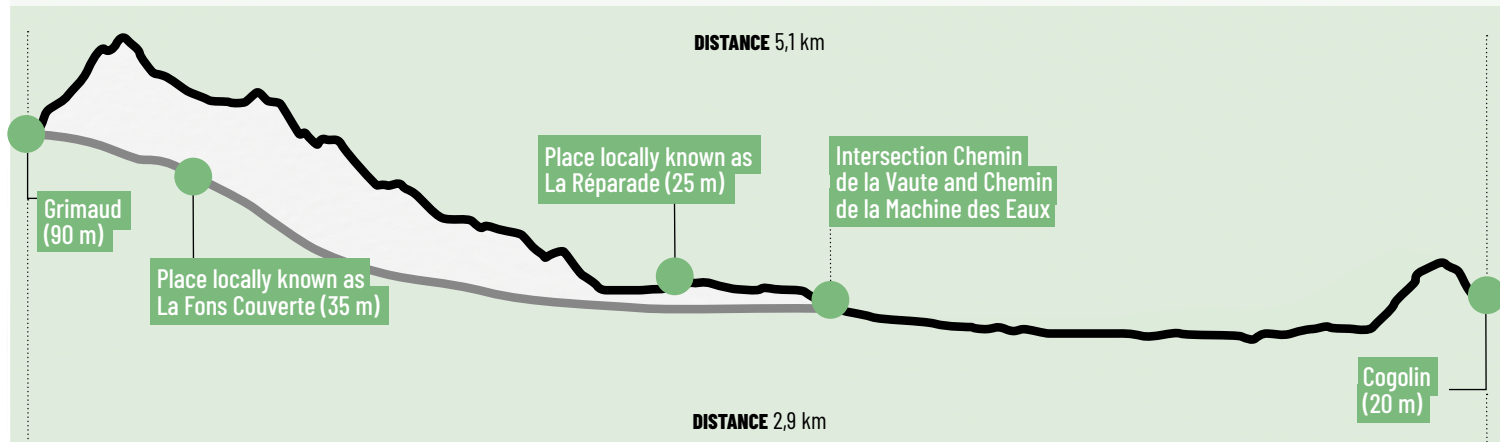 DISTANCE 5,1 km
Grimaud
(90 m)
Place locally known as
La Fons Couverte (35 m)
Place locally known as
La Réparade (25 m)
Intersection Chemin
de la Vaute and Chemin
de la Machine des Eaux
Cogolin
(20 m)
DISTANCE 2,9 km